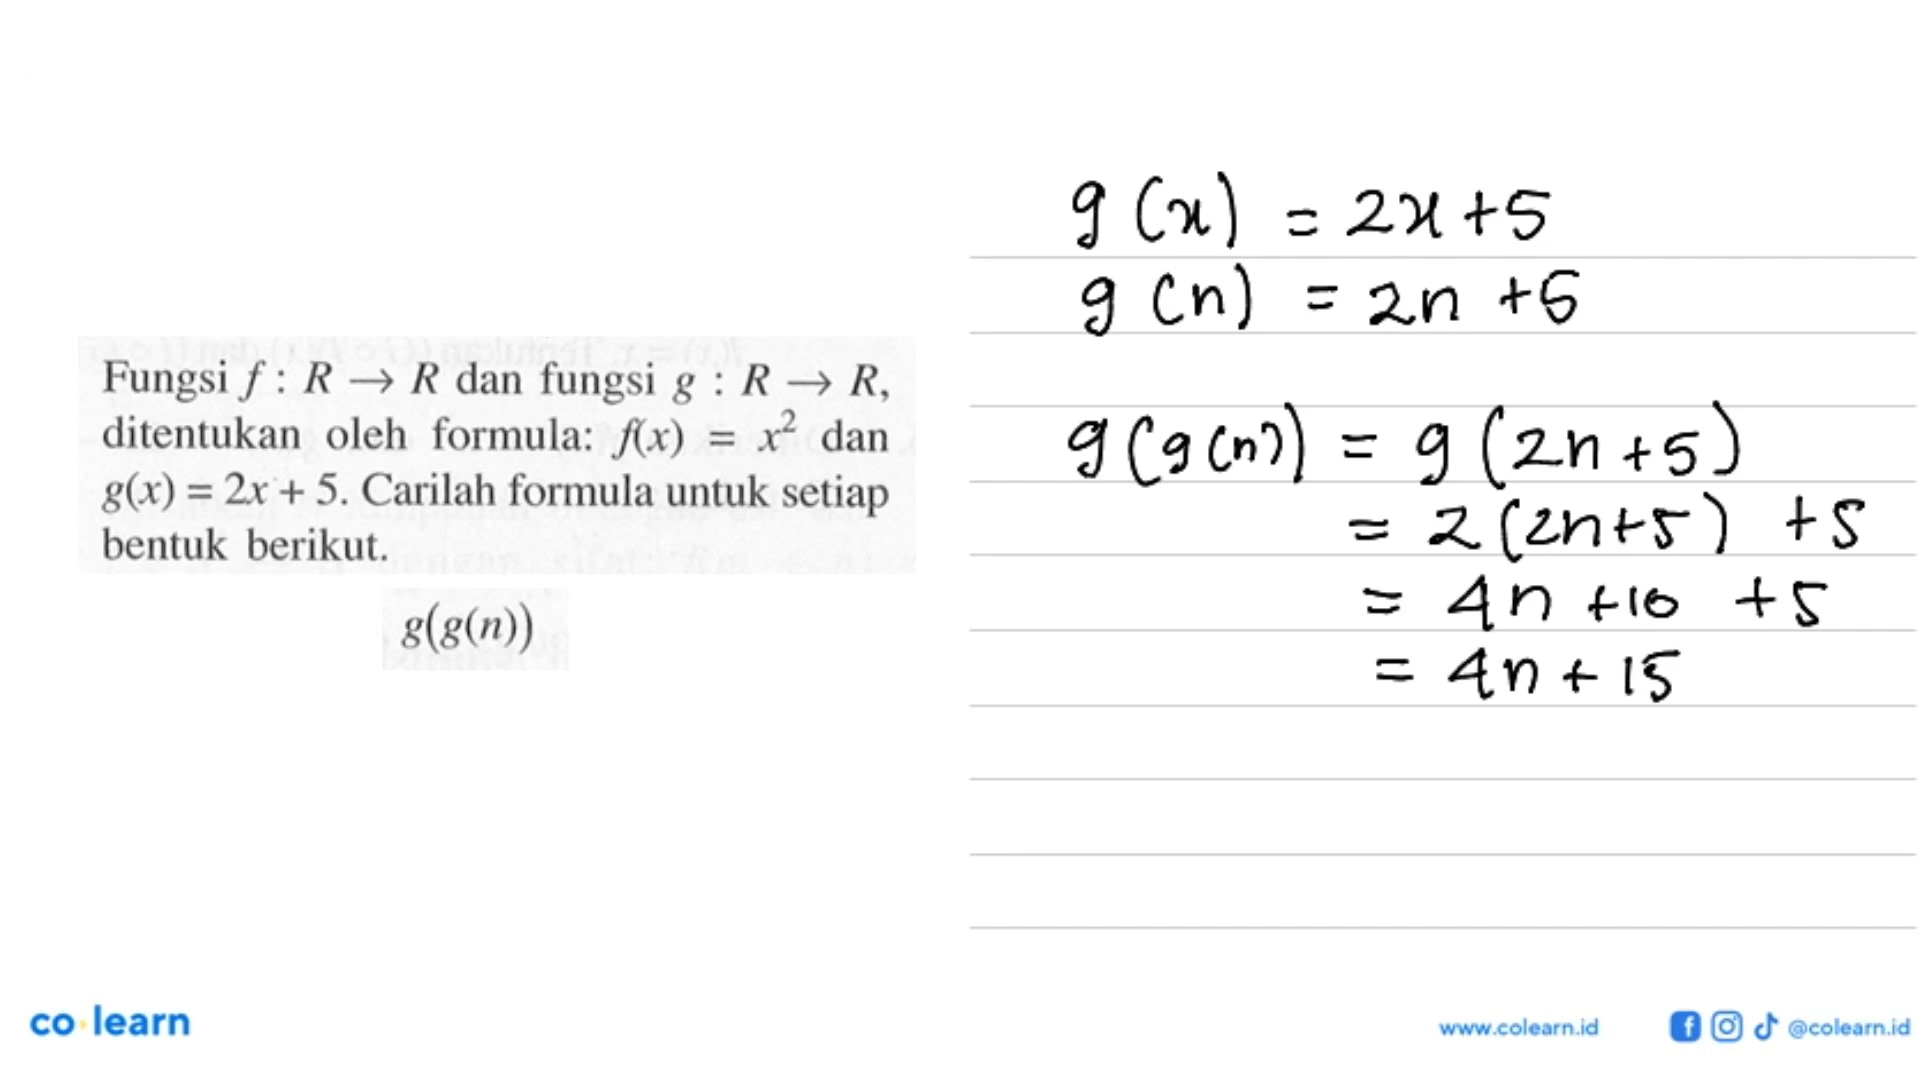 Fungsi f : R → R dan fungsi g : R → R,
ditentukan oleh formula: f(x) = x² dan
g(x) = 2x + 5. Carilah formula untuk setiap
bentuk berikut.
g(g(n))
g(x) = 2x+5
g(n) = 2n +5
g(g(n)) = g(2n+5)
= 2(2n+5) +5
= 4n +10 +5
= 4n + 15
co learn
www.colearn.id
@colearn.id